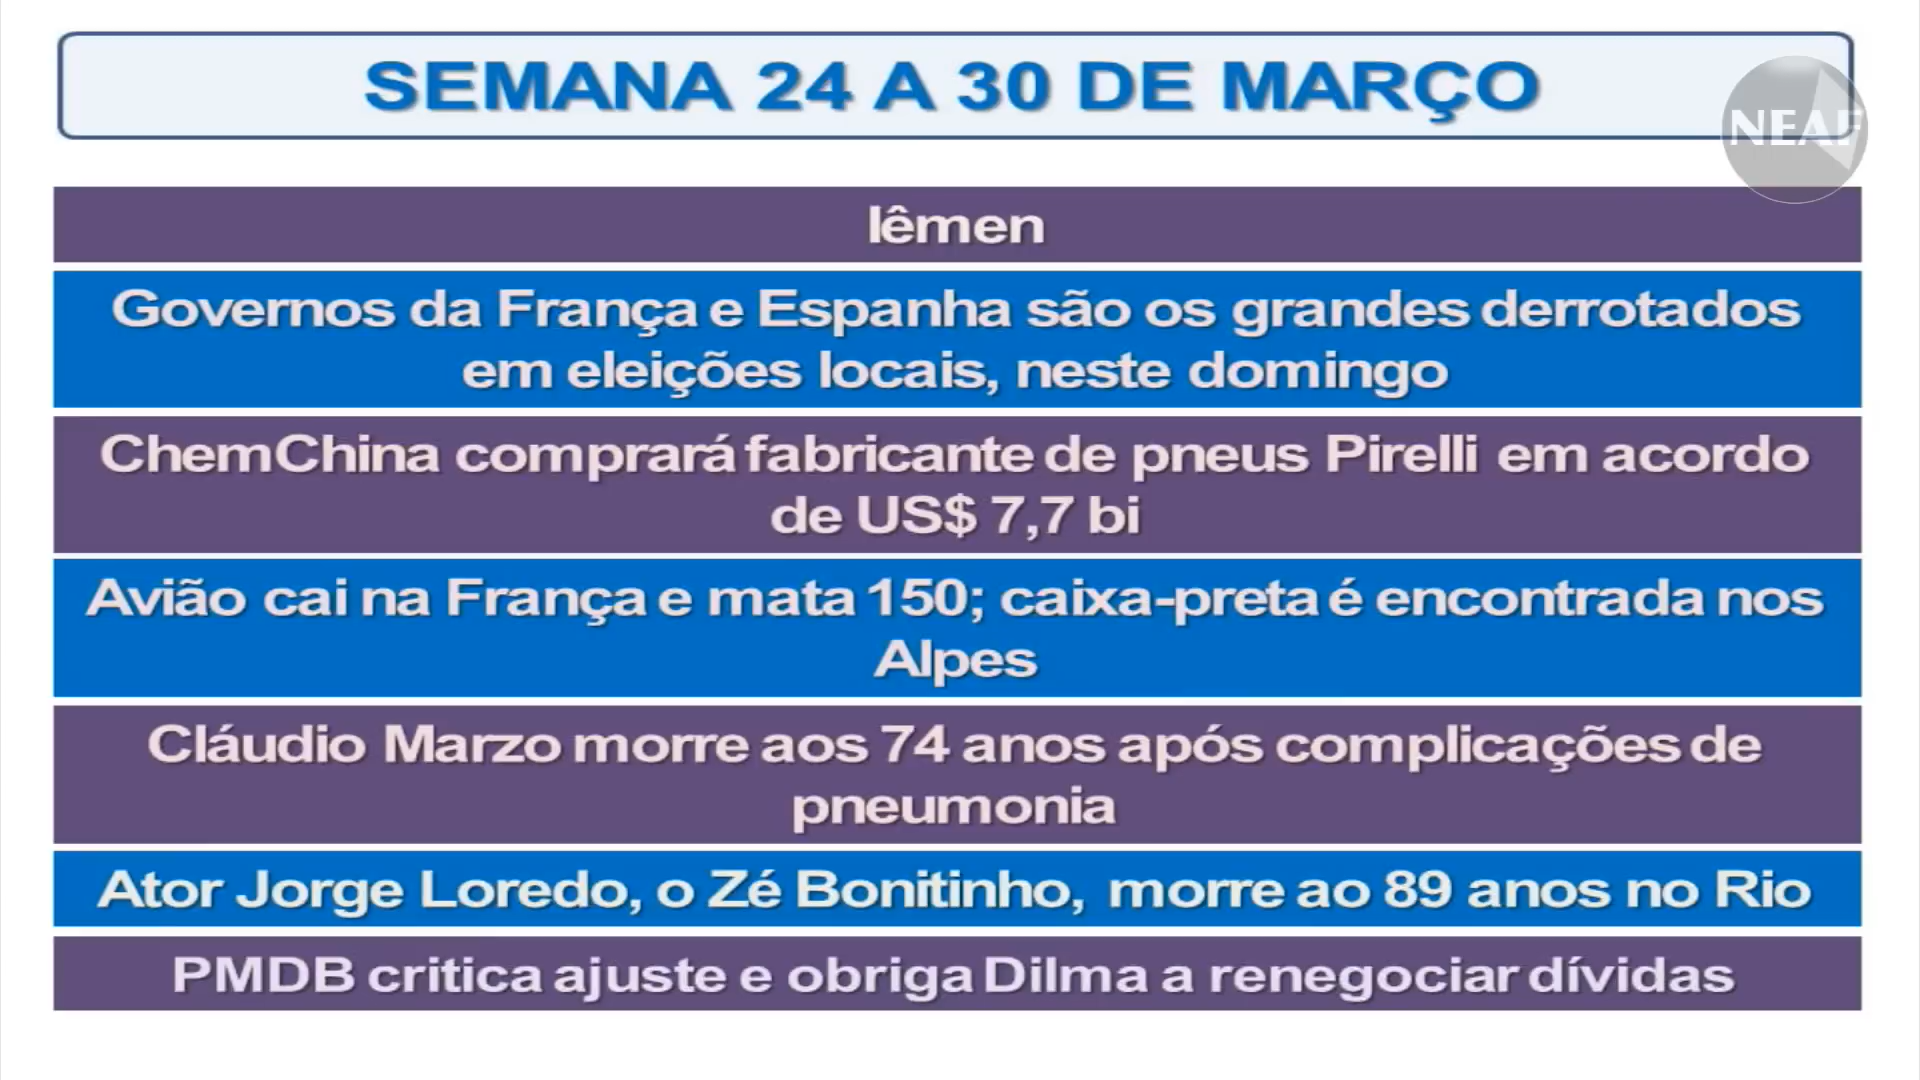 SEMANA 24 A 30 DE MARÇO
NEAF
Iêmen
Governos da França e Espanha são os grandes derrotados
em eleições locais, neste domingo
ChemChina comprará fabricante de pneus Pirelli em acordo
de US$ 7,7 bi
Avião cai na França e mata 150; caixa-preta é encontrada nos
Alpes
Cláudio Marzo morre aos 74 anos após complicações de
pneumonia
Ator Jorge Loredo, o Zé Bonitinho, morre ao 89 anos no Rio
PMDB critica ajuste e obriga Dilma a renegociar dívidas